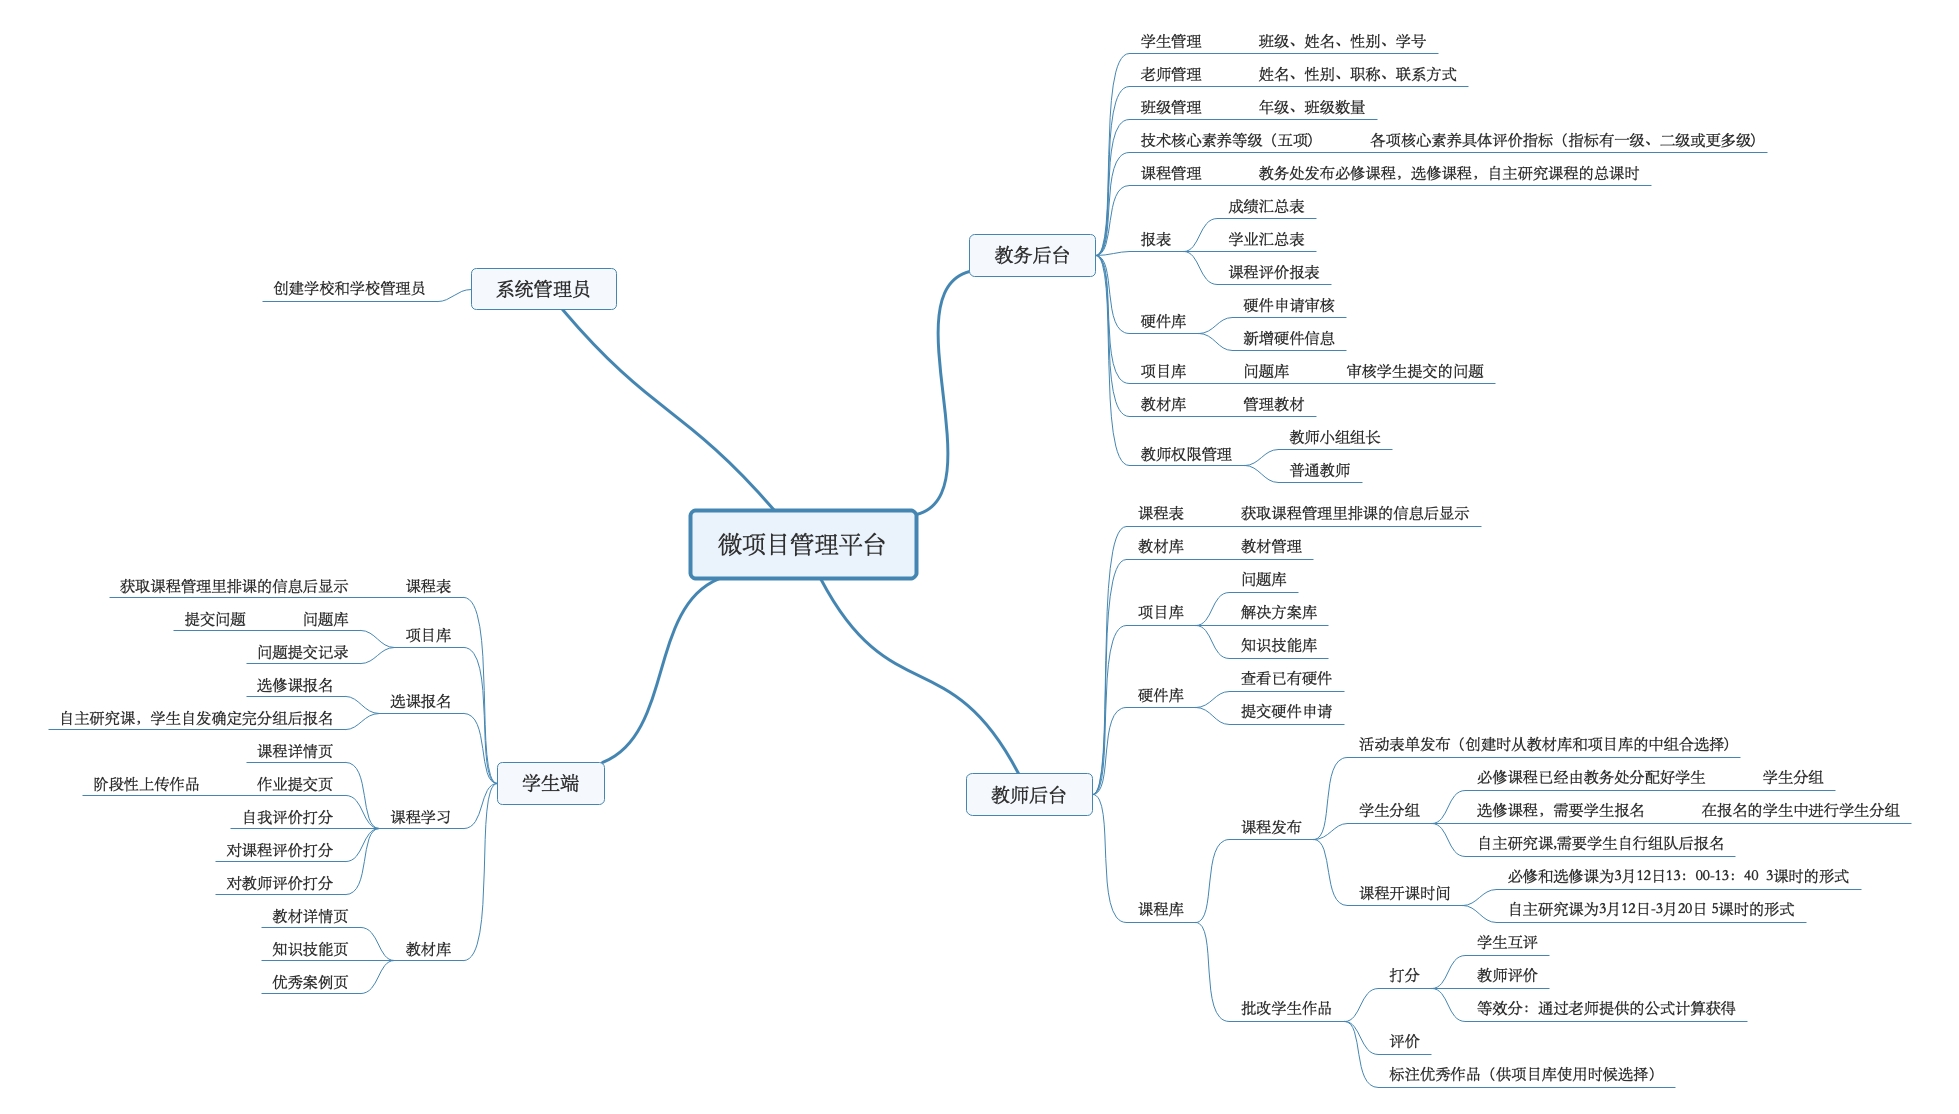 微项目管理平台
教务后台
学生管理
班级、姓名、性别、学号
老师管理
姓名、性别、职称、联系方式
班级管理
年级、班级数量
技术核心素养等级（五项）
各项核心素养具体评价指标（指标有一级、二级或更多级）
课程管理
教务处发布必修课程，选修课程，自主研究课程的总课时
报表
成绩汇总表
学业汇总表
课程评价报表
硬件库
硬件申请审核
新增硬件信息
项目库
问题库
审核学生提交的问题
教材库
管理教材
教师权限管理
教师小组组长
普通教师
教师后台
课程表
获取课程管理里排课的信息后显示
教材库
教材管理
项目库
问题库
解决方案库
知识技能库
硬件库
查看已有硬件
提交硬件申请
课程库
课程发布
活动表单发布（创建时从教材库和项目库的中组合选择）
学生分组
必修课程已经由教务处分配好学生
学生分组
选修课程，需要学生报名
在报名的学生中进行学生分组
自主研究课,需要学生自行组队后报名
课程开课时间
必修和选修课为3月12日13：00-13：40 3课时的形式
自主研究课为3月12日-3月20日 5课时的形式
批改学生作品
打分
学生互评
教师评价
等效分：通过老师提供的公式计算获得
评价
标注优秀作品（供项目库使用时候选择）
系统管理员
创建学校和学校管理员
学生端
课程表
获取课程管理里排课的信息后显示
项目库
问题库
提交问题
问题提交记录
选课报名
选修课报名
自主研究课，学生自发确定完分组后报名
课程学习
课程详情页
作业提交页
阶段性上传作品
自我评价打分
对课程评价打分
对教师评价打分
教材库
教材详情页
知识技能页
优秀案例页